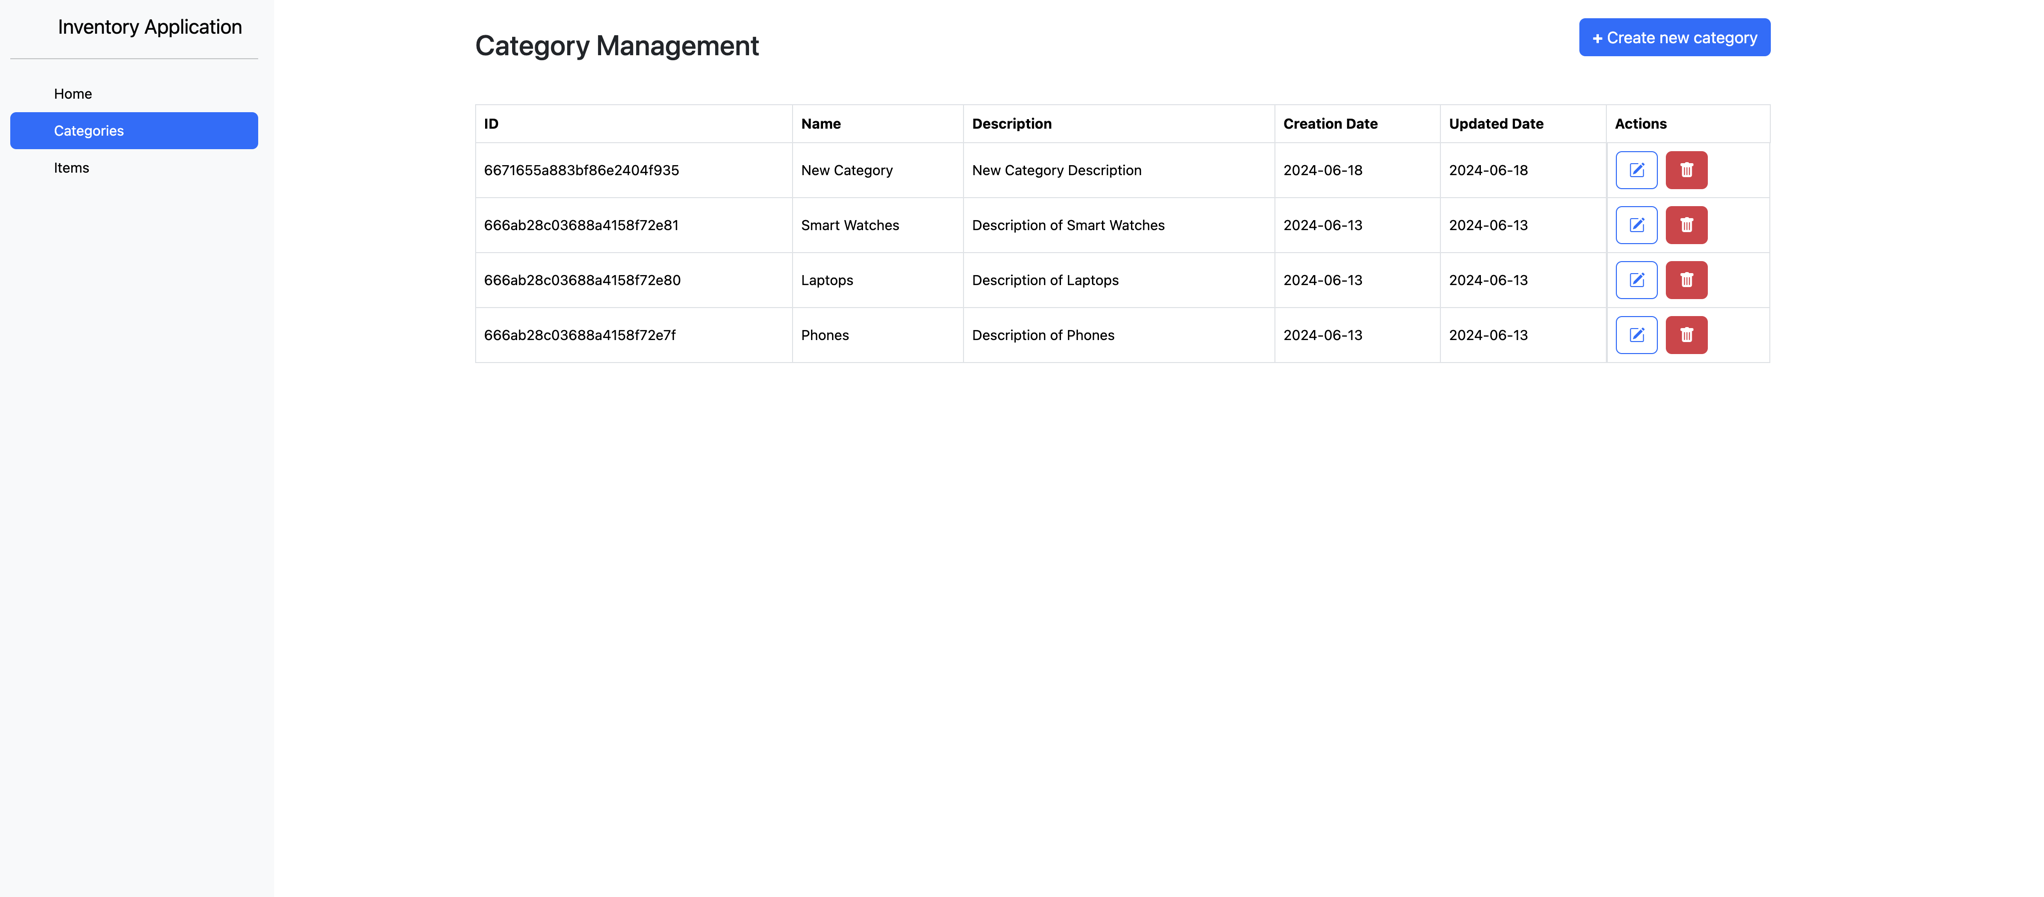 Inventory Application
Home
Categories
Items
Category Management
+ Create new category
ID Name Description Creation Date Updated Date Actions
6671655a883bf86e2404f935 New Category New Category Description 2024-06-18 2024-06-18
666ab28c03688a4158f72e81 Smart Watches Description of Smart Watches 2024-06-13 2024-06-13
666ab28c03688a4158f72e80 Laptops Description of Laptops 2024-06-13 2024-06-13
666ab28c03688a4158f72e7f Phones Description of Phones 2024-06-13 2024-06-13